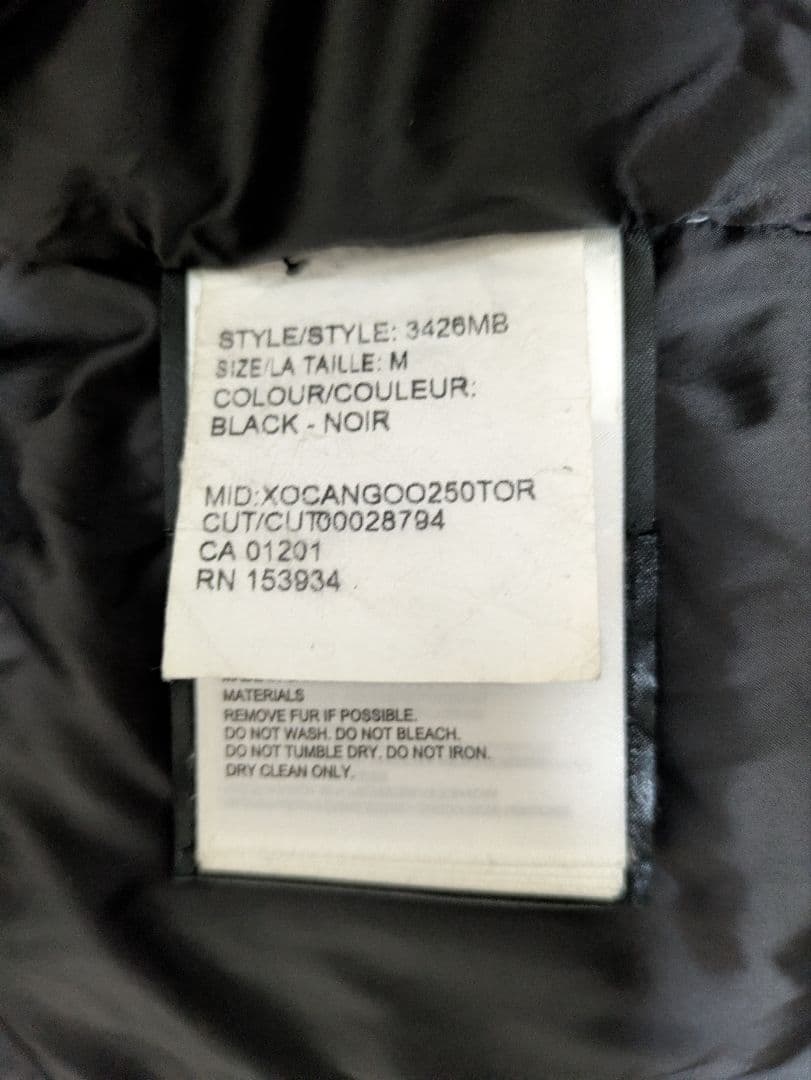 STYLE/STYLE: 3426MB
SIZE/LA TAILLE: M
COLOUR/COULEUR:
BLACK - NOIR
MID:XOCANGOO250TOR
CUT/CUT00028794
CA 01201
RN 153934
MATERIALS
REMOVE FUR IF POSSIBLE.
DO NOT WASH. DO NOT BLEACH.
DO NOT TUMBLE DRY. DO NOT IRON.
DRY CLEAN ONLY.